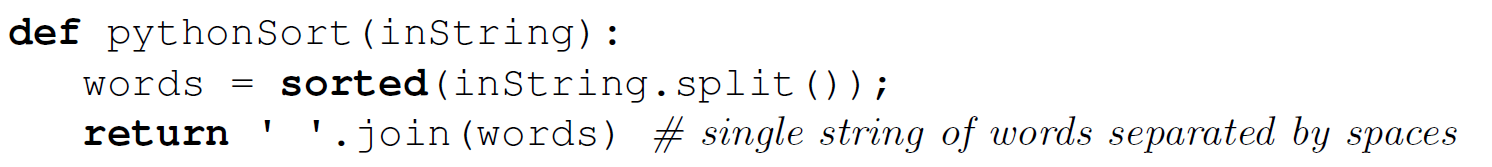 def pythonSort(inString):
words = sorted(inString.split());
return ' '.join(words) # single string of words separated by spaces